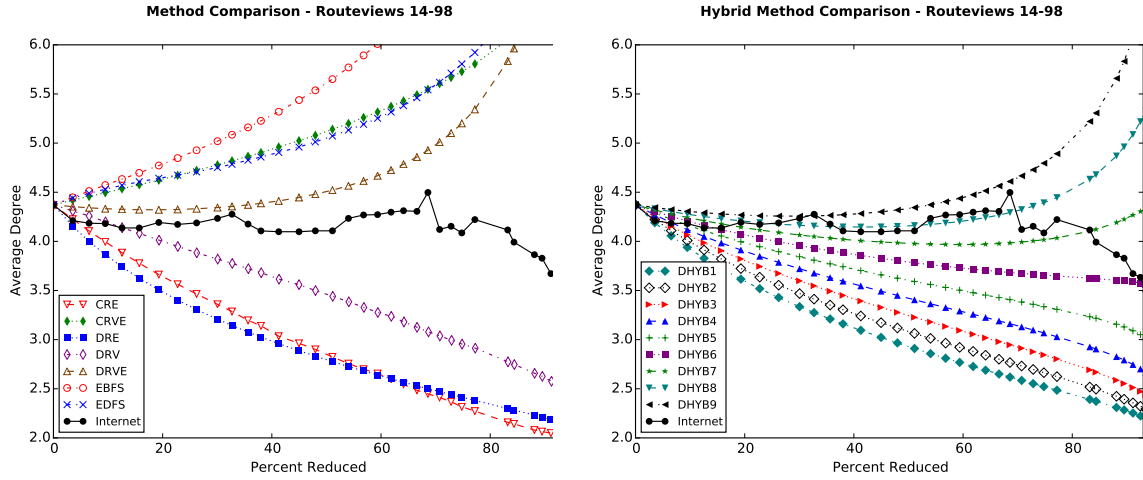 Method Comparison - Routeviews 14-98
6.0
5.5
5.0
4.5
4.0
3.5
3.0
2.5
2.0
Average Degree
CRE
CRVE
DRE
DRV
DRVE
EBFS
EDFS
Internet
0 20 40 60 80
Percent Reduced
Hybrid Method Comparison - Routeviews 14-98
6.0
5.5
5.0
4.5
4.0
3.5
3.0
2.5
2.0
Average Degree
DHYB1
DHYB2
DHYB3
DHYB4
DHYB5
DHYB6
DHYB7
DHYB8
DHYB9
Internet
0 20 40 60 80
Percent Reduced